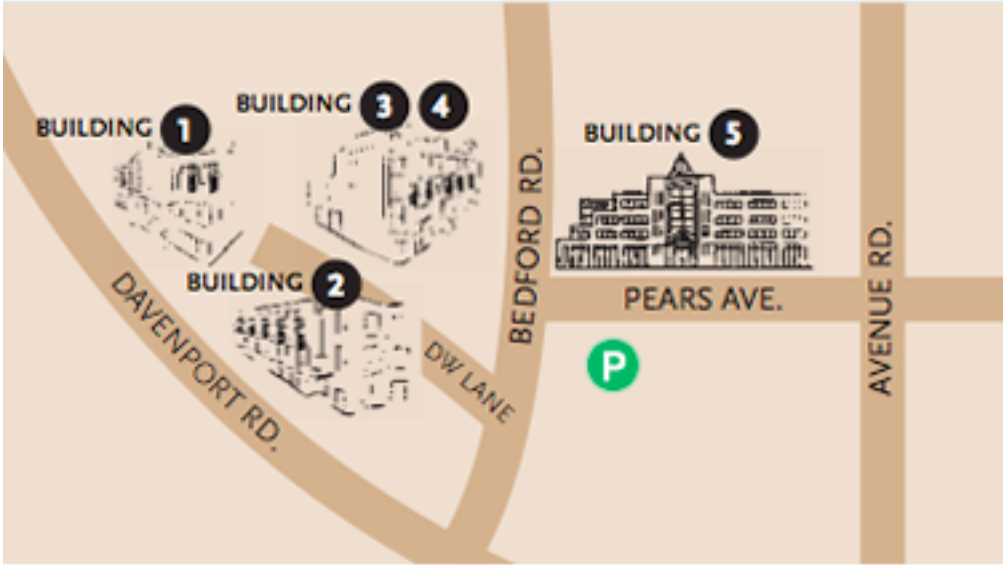 BUILDING 1
BUILDING 3 4
BUILDING 5
BUILDING 2
DAVENPORT RD.
DW LANE
BEDFORD RD.
PEARS AVE.
AVENUE RD.
P